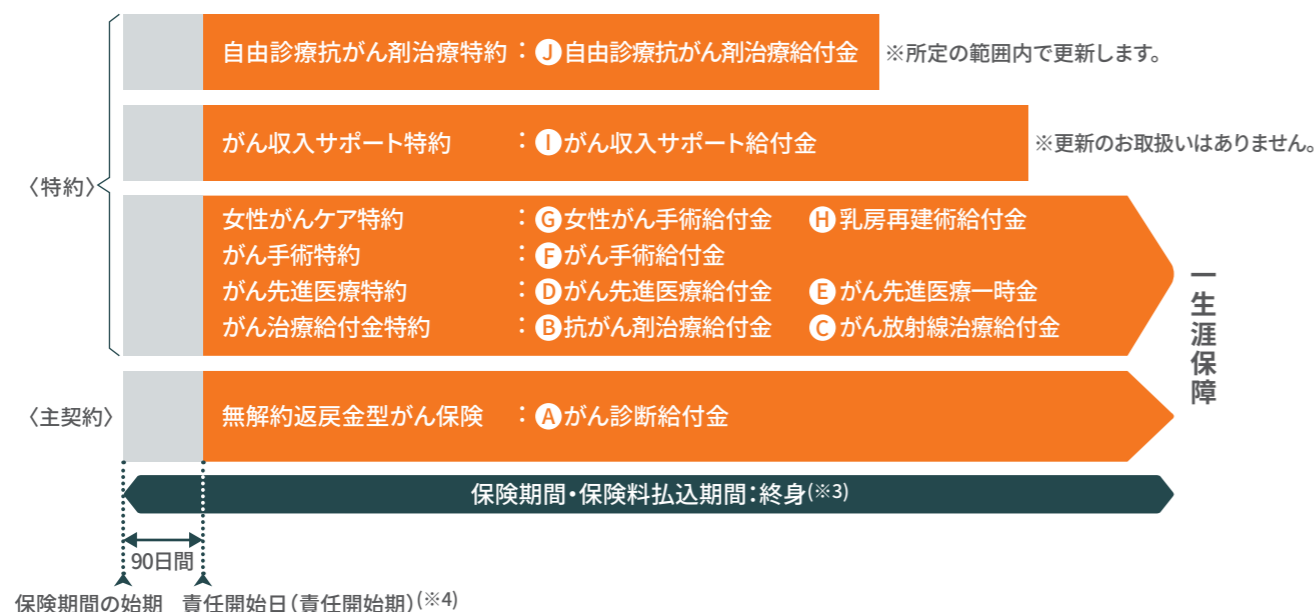 自由診療抗がん剤治療特約：J自由診療抗がん剤治療給付金 ※所定の範囲内で更新します。
がん収入サポート特約：Iがん収入サポート給付金 ※更新のお取扱いはありません。
〈特約〉
女性がんケア特約：G女性がん手術給付金 H乳房再建術給付金
がん手術特約：Fがん手術給付金
がん先進医療特約：Dがん先進医療給付金 Eがん先進医療一時金
がん治療給付金特約：B抗がん剤治療給付金 Cがん放射線治療給付金
一生涯保障
〈主契約〉 無解約返戻金型がん保険：Aがん診断給付金
保険期間・保険料払込期間：終身(※3)
90日間
保険期間の始期 責任開始日（責任開始期）(※4)